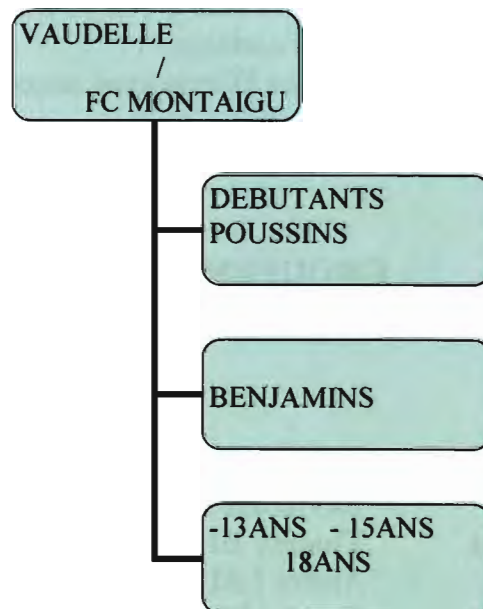 VAUDELLE
/
FC MONTAIGU
DEBUTANTS
POUSSINS
BENJAMINS
-13ANS - 15ANS
18ANS